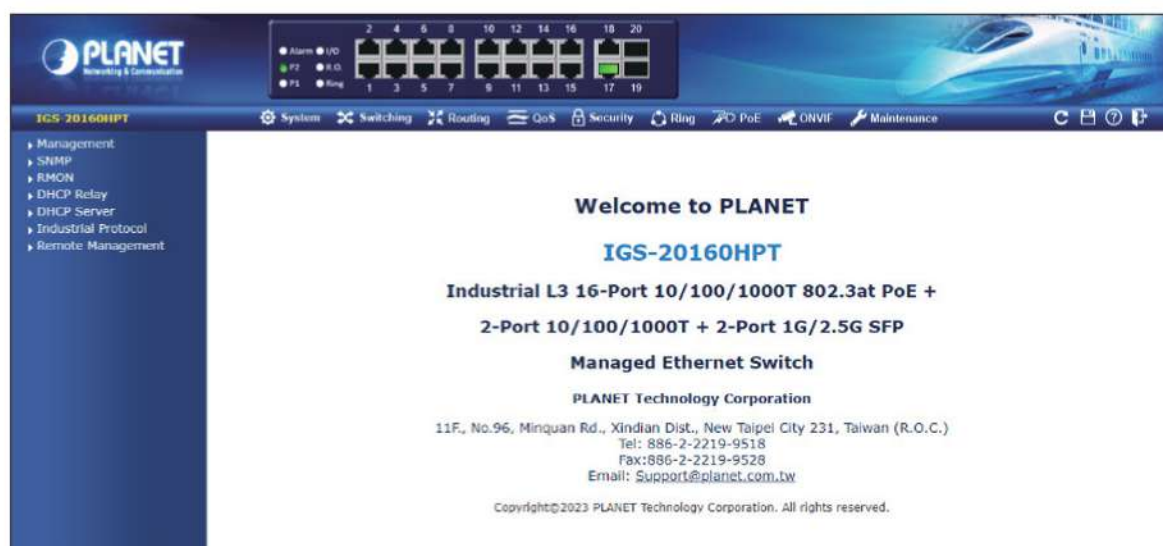 PLANET
Networking & Communication
2 4 6 8 10 12 14 16 18 20
Alarm I/O
P2 R.O.
P1 Ring
1 3 5 7 9 11 13 15 17 19
IGS-20160HPT
System Switching Routing QoS Security Ring PoE ONVIF Maintenance
Management
SNMP
RMON
DHCP Relay
DHCP Server
Industrial Protocol
Remote Management
Welcome to PLANET
IGS-20160HPT
Industrial L3 16-Port 10/100/1000T 802.3at PoE +
2-Port 10/100/1000T + 2-Port 1G/2.5G SFP
Managed Ethernet Switch
PLANET Technology Corporation
11F., No.96, Minquan Rd., Xindian Dist., New Taipei City 231, Taiwan (R.O.C.)
Tel: 886-2-2219-9518
Fax:886-2-2219-9528
Email: Support@planet.com.tw
Copyright©2023 PLANET Technology Corporation. All rights reserved.